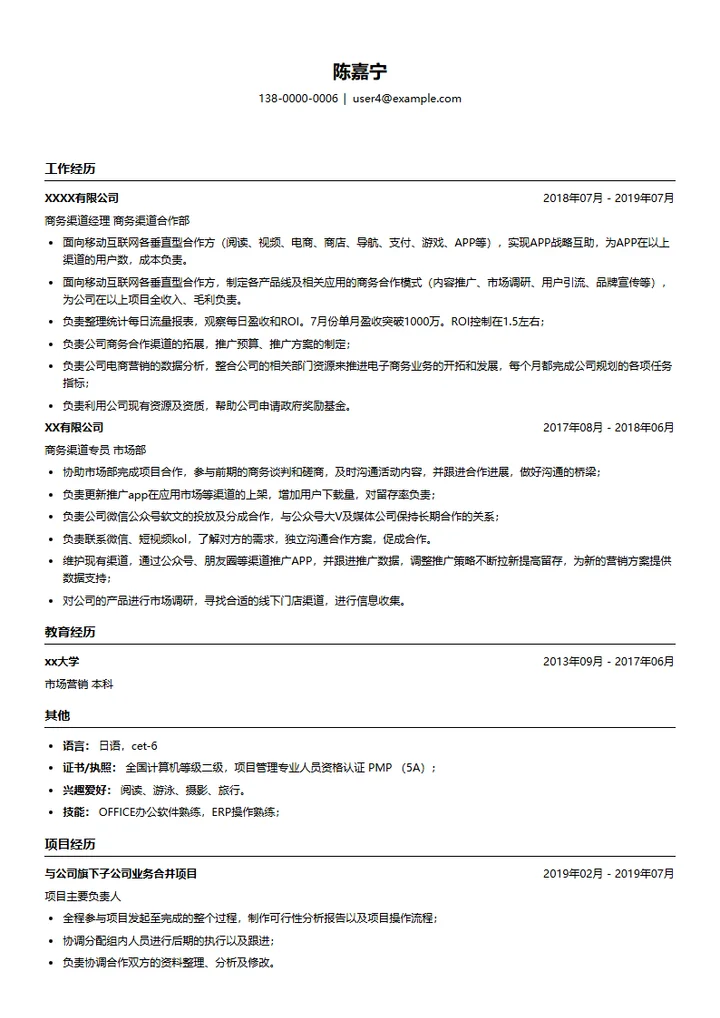 陈嘉宁
138-0000-0006 | user4@example.com
工作经历
XXXX有限公司 2018年07月 - 2019年07月
商务渠道经理 商务渠道合作部
• 面向移动互联网各垂直型合作方（阅读、视频、电商、商店、导航、支付、游戏、APP等），实现APP战略互助，为APP在以上
渠道的用户数，成本负责。
• 面向移动互联网各垂直型合作方，制定各产品线及相关应用的商务合作模式（内容推广、市场调研、用户引流、品牌宣传等），
为公司在以上项目全收入、毛利负责。
• 负责整理统计每日流量报表，观察每日盈收和ROI。7月份单月盈收突破1000万。ROI控制在1.5左右；
• 负责公司商务合作渠道的拓展，推广预算、推广方案的制定；
• 负责公司电商营销的数据分析，整合公司的相关部门资源来推进电子商务业务的开拓和发展，每个月都完成公司规划的各项任务
指标；
• 负责利用公司现有资源及资质，帮助公司申请政府奖励基金。
XX有限公司 2017年08月 - 2018年06月
商务渠道专员 市场部
• 协助市场部完成项目合作，参与前期的商务谈判和磋商，及时沟通活动内容，并跟进合作进展，做好沟通的桥梁；
• 负责更新推广app在应用市场等渠道的上架，增加用户下载量，对留存率负责；
• 负责公司微信公众号软文的投放及分成合作，与公众号大V及媒体公司保持长期合作的关系；
• 负责联系微信、短视频kol，了解对方的需求，独立沟通合作方案，促成合作。
• 维护现有渠道，通过公众号、朋友圈等渠道推广APP，并跟进推广数据，调整推广策略不断拉新提高留存，为新的营销方案提供
数据支持；
• 对公司的产品进行市场调研，寻找合适的线下门店渠道，进行信息收集。
教育经历
xx大学 2013年09月 - 2017年06月
市场营销 本科
其他
• 语言： 日语，cet-6
• 证书/执照： 全国计算机等级二级，项目管理专业人员资格认证 PMP （5A）；
• 兴趣爱好： 阅读、游泳、摄影、旅行。
• 技能： OFFICE办公软件熟练，ERP操作熟练；
项目经历
与公司旗下子公司业务合并项目 2019年02月 - 2019年07月
项目主要负责人
• 全程参与项目发起至完成的整个过程，制作可行性分析报告以及项目操作流程；
• 协调分配组内人员进行后期的执行以及跟进；
• 负责协调合作双方的资料整理、分析及修改。